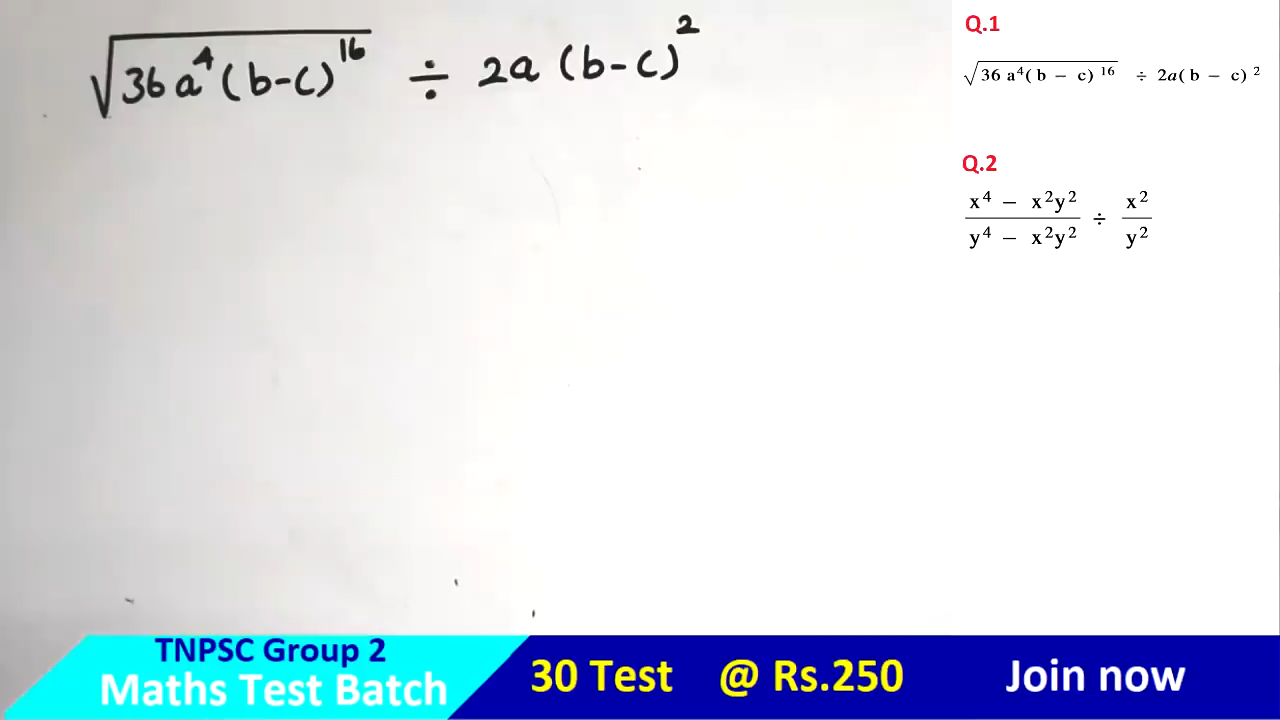 √36a⁴(b-c)¹⁶ ÷ 2a(b-c)²
Q.1
√36 a⁴( b − c) ¹⁶ ÷ 2a( b − c) ²
Q.2
x⁴ − x²y² / y⁴ − x²y² ÷ x² / y²
TNPSC Group 2
Maths Test Batch
30 Test @ Rs.250 Join now